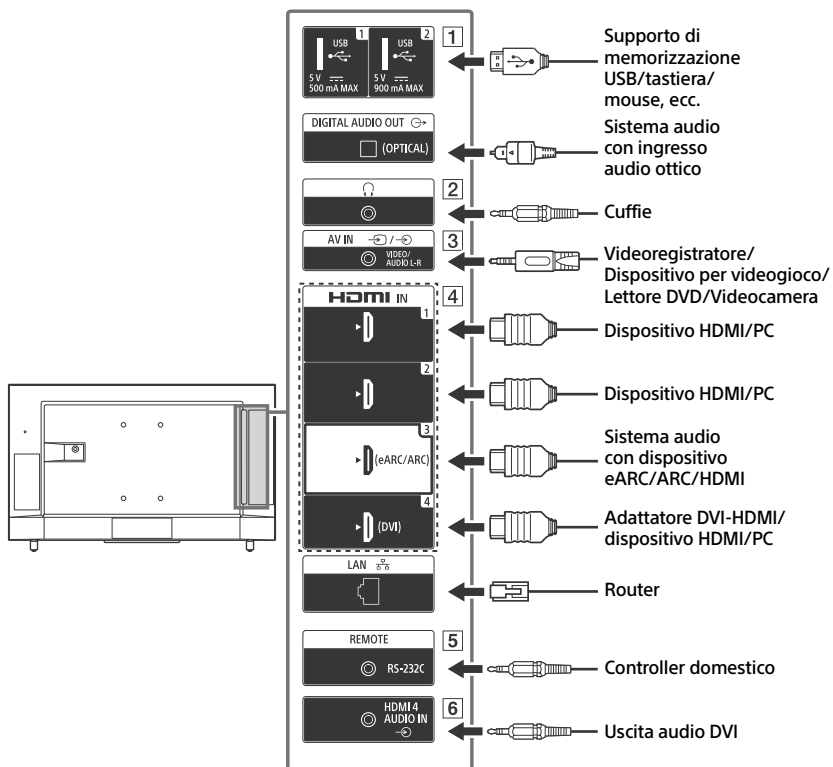 1
USB
5 V
500 mA MAX
2
USB
5 V
900 mA MAX
1
Supporto di
memorizzazione
USB/tastiera/
mouse, ecc.
DIGITAL AUDIO OUT
(OPTICAL)
Sistema audio
con ingresso
audio ottico
2
Cuffie
AV IN
/
VIDEO/
AUDIO L-R
3
Videoregistratore/
Dispositivo per videogioco/
Lettore DVD/Videocamera
HDMI IN
4
1
Dispositivo HDMI/PC
2
Dispositivo HDMI/PC
3
(eARC/ARC)
Sistema audio
con dispositivo
eARC/ARC/HDMI
4
(DVI)
Adattatore DVI-HDMI/
dispositivo HDMI/PC
LAN
Router
REMOTE
RS-232C
5
Controller domestico
HDMI 4
AUDIO IN
6
Uscita audio DVI